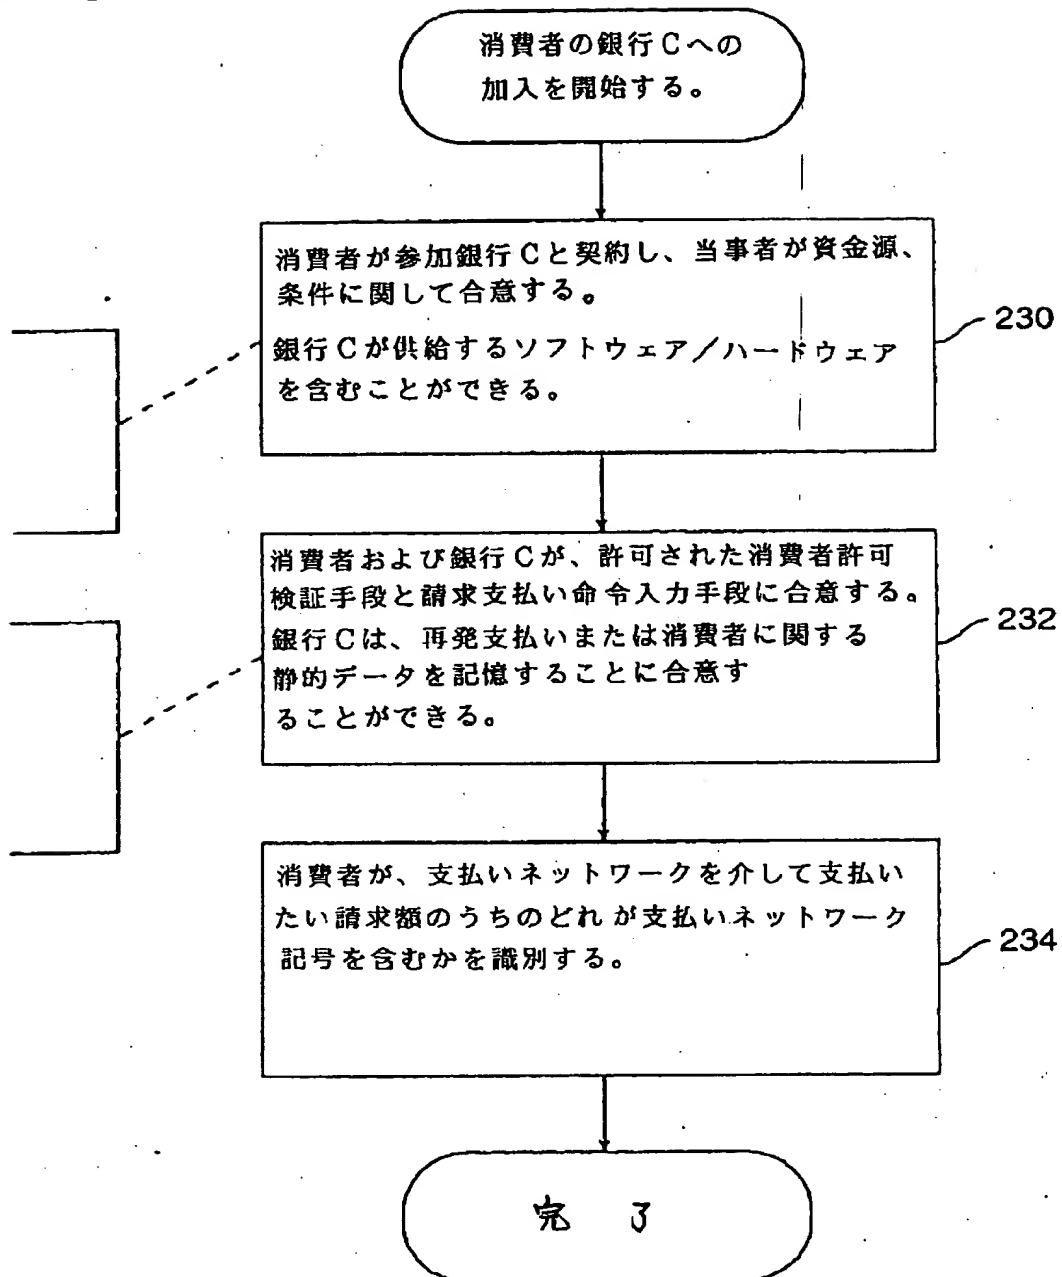 消費者の銀行Cへの
加入を開始する。
消費者が参加銀行Cと契約し、当事者が資金源、
条件に関して合意する。
銀行Cが供給するソフトウェア／ハードウェア
を含むことができる。
230
消費者および銀行Cが、許可された消費者許可
検証手段と請求支払い命令入力手段に合意する。
銀行Cは、再発支払いまたは消費者に関する
静的データを記憶することに合意す
ることができる。
232
消費者が、支払いネットワークを介して支払い
たい請求額のうちのどれが支払いネットワーク
記号を含むかを識別する。
234
完 了